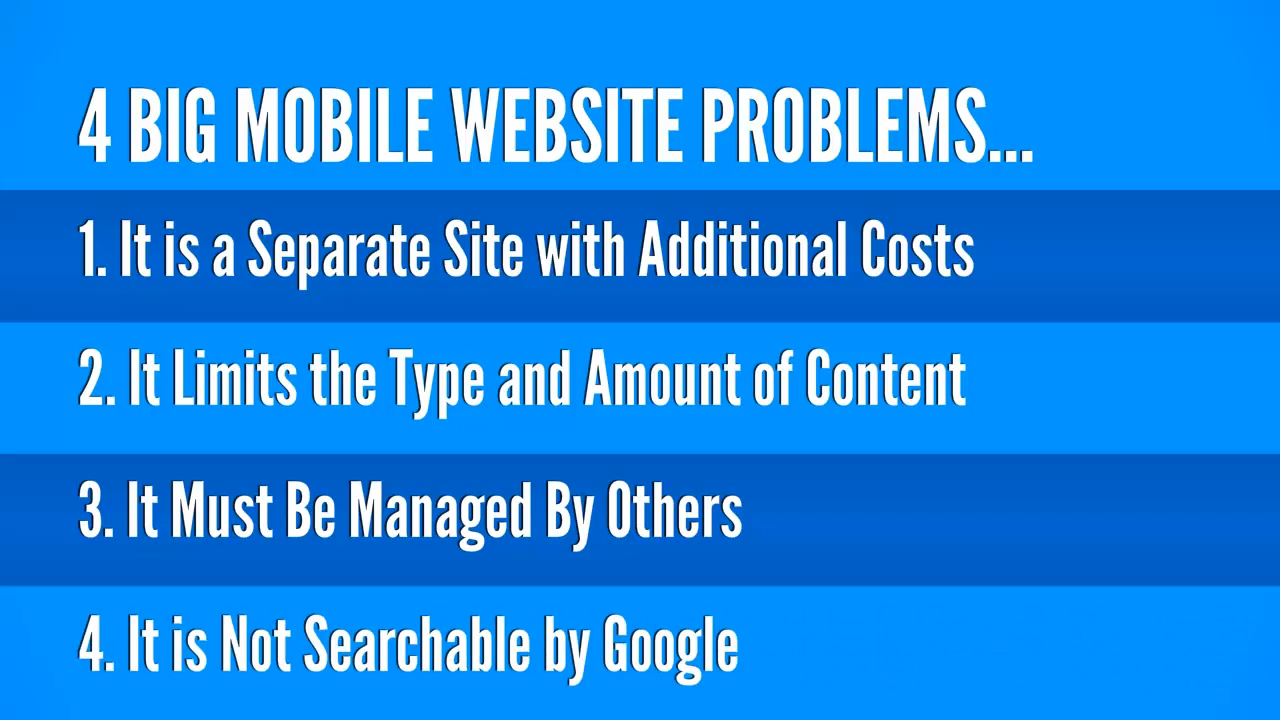 4 BIG MOBILE WEBSITE PROBLEMS...
1. It is a Separate Site with Additional Costs
2. It Limits the Type and Amount of Content
3. It Must Be Managed By Others
4. It is Not Searchable by Google